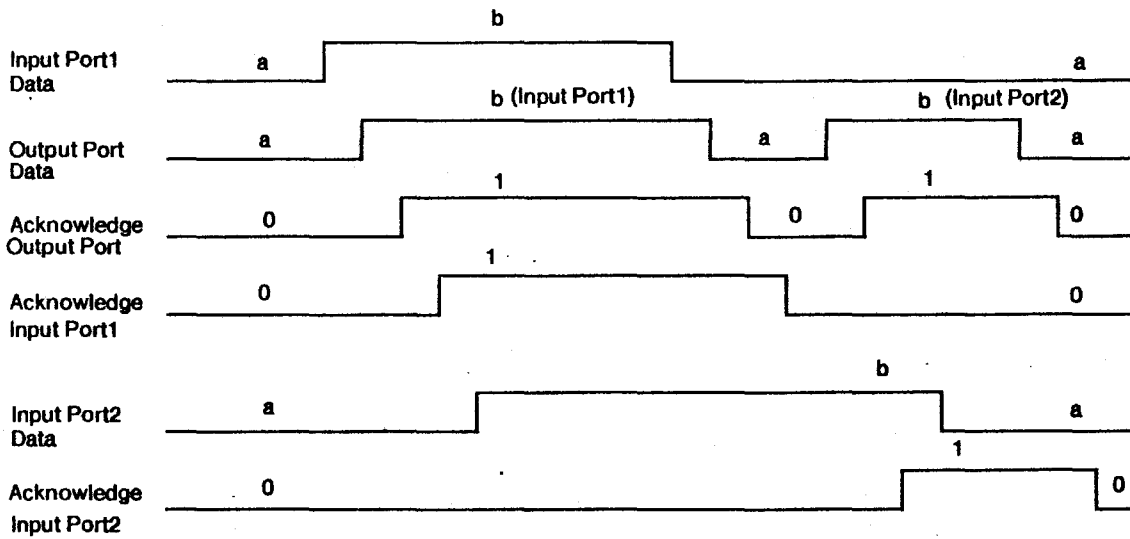 b
Input Port1
Data
a
a
b (Input Port1)
b (Input Port2)
Output Port
Data
a
a
a
1
1
Acknowledge
Output Port
0
0
0
1
Acknowledge
Input Port1
0
0
b
Input Port2
Data
a
a
1
Acknowledge
Input Port2
0
0